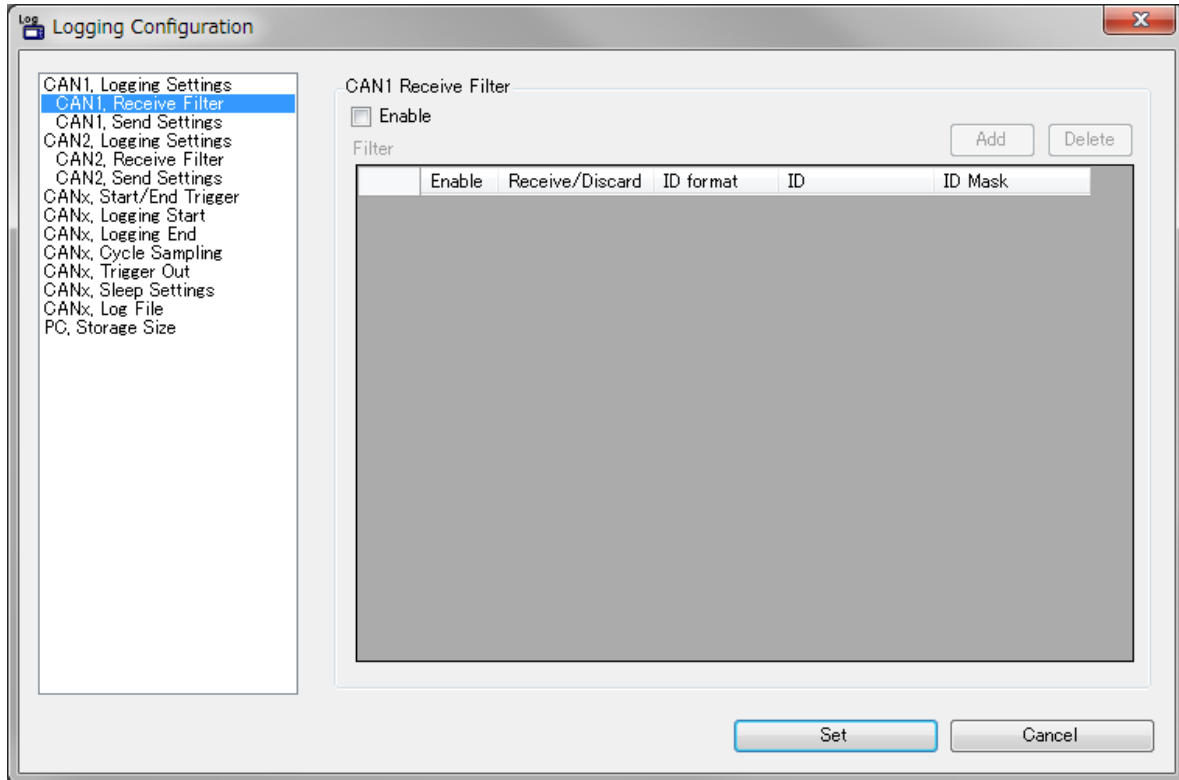 Log Logging Configuration
CAN1, Logging Settings
CAN1, Receive Filter
CAN1, Send Settings
CAN2, Logging Settings
CAN2, Receive Filter
CAN2, Send Settings
CANx, Start/End Trigger
CANx, Logging Start
CANx, Logging End
CANx, Cycle Sampling
CANx, Trigger Out
CANx, Sleep Settings
CANx, Log File
PC, Storage Size
CAN1 Receive Filter
Enable
Filter
Add Delete
Enable Receive/Discard ID format ID ID Mask
Set Cancel